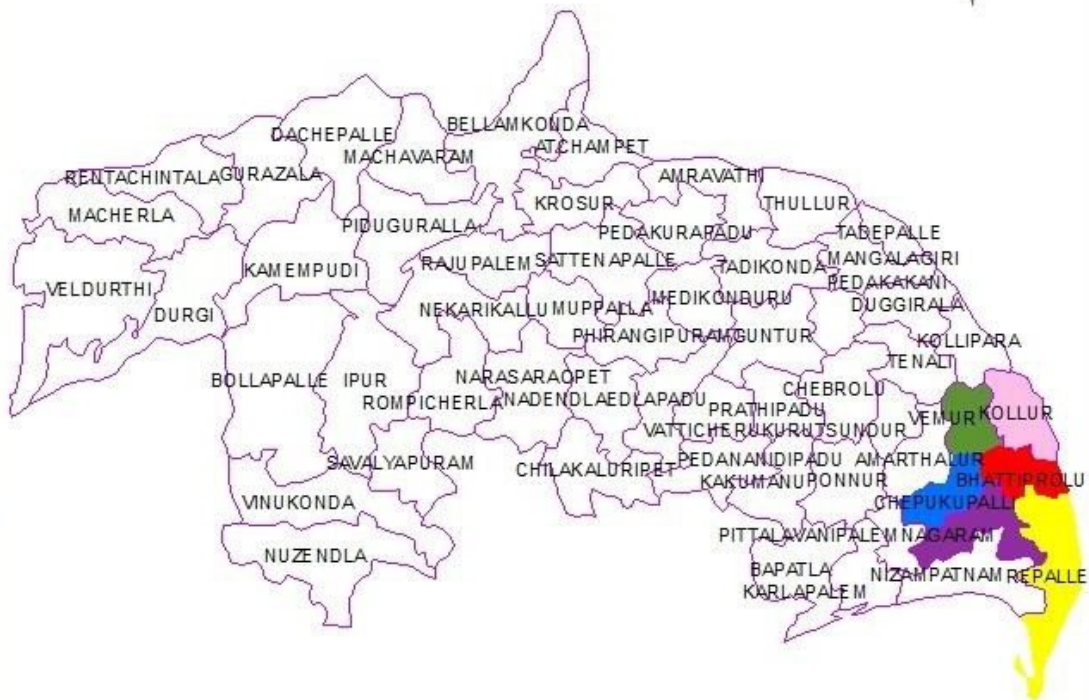 BELLAMKONDA
DACHEPALLE
ATCHAMPET
MACHAVARAM
RENTACHINTALA
GURAZALA
AMRAVATHI
KROSUR
THULLUR
MACHERLA
PIDUGURALLA
PEDAKURAPADU
TADEPALLE
RAJUPALEM
SATTENAPALLE
MANGALAGIRI
KAMEMPUDI
TADIKONDA
PEDAKAKANI
VELDURTHI
MEDIKONDURU
DUGGIRALA
DURGI
NEKARIKALLU
MUPPALLA
PHIRANGIPURAM
GUNTUR
KOLLIPARA
TENALI
BOLLAPALLE
IPUR
NARASARAOPET
CHEBROLU
ROMPICHERLA
NADENDLA
EDLAPADU
PRATHIPADU
VEMUR
KOLLUR
VATTICHERUKURU
TSUNDUR
SAVALYAPURAM
CHILAKALURIPET
PEDANANIDIPADU
AMARTHALUR
KAKUMANU
PONNUR
BHATTIPROLU
VINUKONDA
CHEPUKUPALLI
PITTALAVANIPALEM
NAGARAM
NUZENDLA
BAPATLA
NIZAMPATNAM
REPALLE
KARLAPALEM